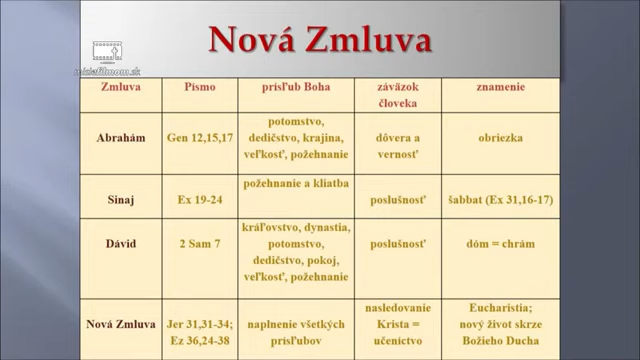 Nová Zmluva
misiafilmom.sk
Zmluva
Písmo
prísľub Boha
záväzok
človeka
znamenie
Abrahám
Gen 12,15,17
potomstvo,
dedičstvo, krajina,
veľkosť, požehnanie
dôvera a
vernosť
obriezka
Sinaj
Ex 19-24
požehnanie a kliatba
poslušnosť
šabbat (Ex 31,16-17)
Dávid
2 Sam 7
kráľovstvo, dynastia,
potomstvo,
dedičstvo, pokoj,
veľkosť, požehnanie
poslušnosť
dóm = chrám
Nová Zmluva
Jer 31,31-34;
Ez 36,24-38
naplnenie všetkých
prísľubov
nasledovanie
Krista =
učeníctvo
Eucharistia;
nový život skrze
Božieho Ducha